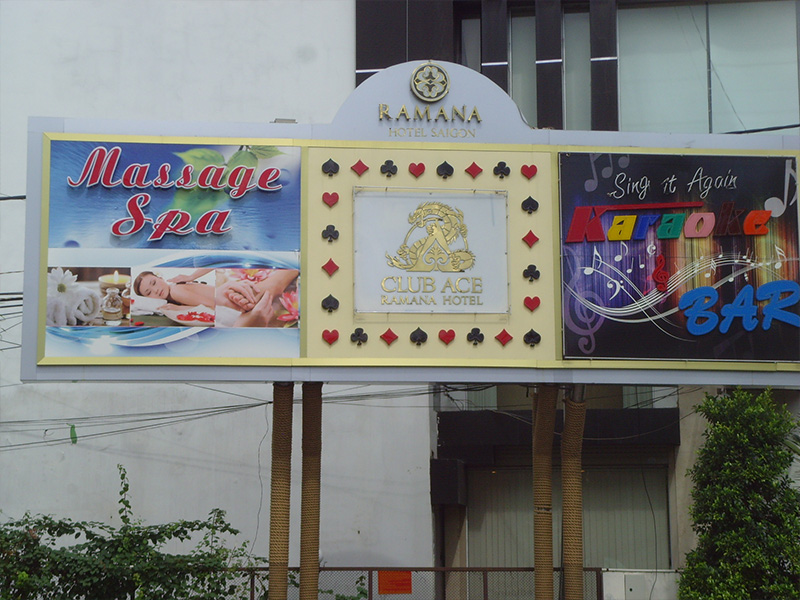 RAMANA
HOTEL SAIGON
Massage
Spa
CLUB ACE
RAMANA HOTEL
Sing it Again
Karaoke
BAR